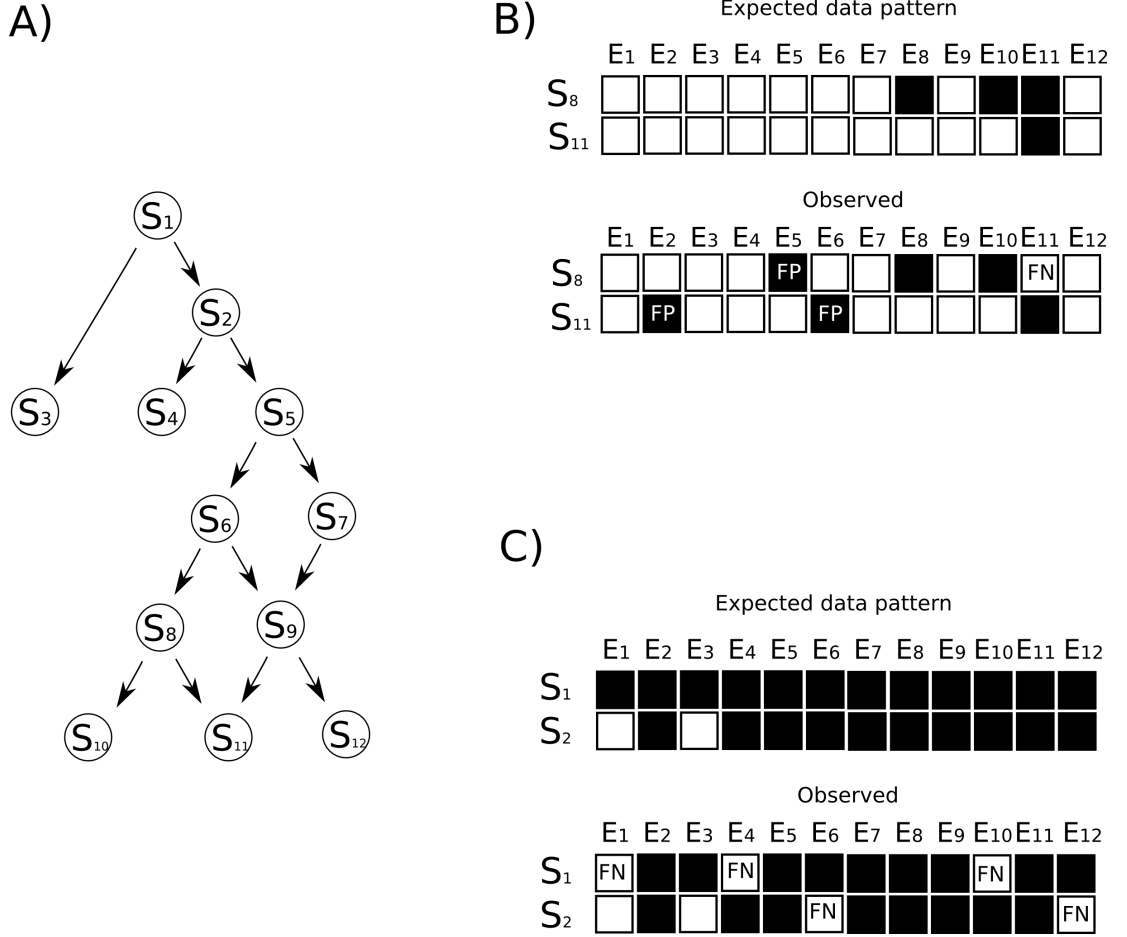 A)
S1
S2
S3
S4
S5
S6
S7
S8
S9
S10
S11
S12
B)
Expected data pattern
E1 E2 E3 E4 E5 E6 E7 E8 E9 E10 E11 E12
S8
S11
Observed
E1 E2 E3 E4 E5 E6 E7 E8 E9 E10 E11 E12
S8 FP FN
S11 FP FP
C)
Expected data pattern
E1 E2 E3 E4 E5 E6 E7 E8 E9 E10 E11 E12
S1
S2
Observed
E1 E2 E3 E4 E5 E6 E7 E8 E9 E10 E11 E12
S1 FN FN FN
S2 FN FN